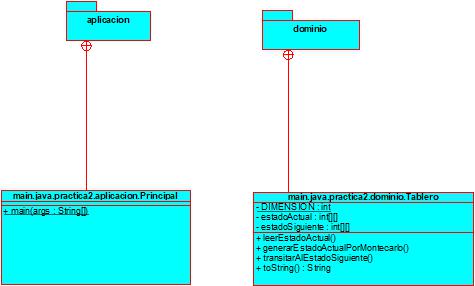 aplicacion
dominio
main.java.practica2.aplicacion.Principal
+ main(args : String[])
main.java.practica2.dominio.Tablero
- DIMENSION : int
- estadoActual : int[][]
- estadoSiguiente : int[][]
+ leerEstadoActual()
+ generarEstadoActualPorMontecarlo()
+ transitarAlEstadoSiguiente()
+ toString() : String